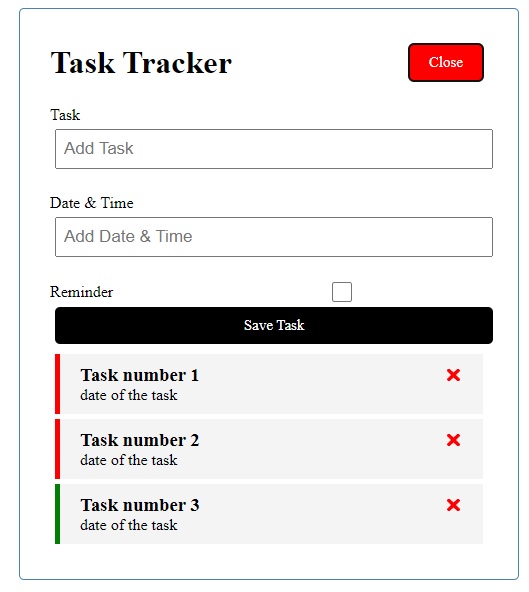 Task Tracker
Close
Task
Add Task
Date & Time
Add Date & Time
Reminder
Save Task
Task number 1
date of the task
Task number 2
date of the task
Task number 3
date of the task